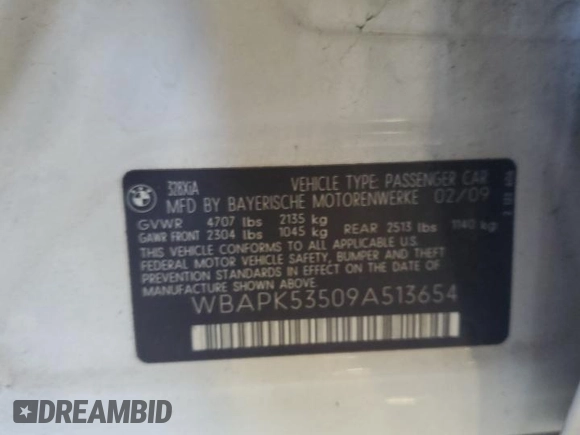 BMW
328XiA VEHICLE TYPE: PASSENGER CAR
MFD BY BAYERISCHE MOTORENWERKE 02/09
GVWR 4707 lbs 2135 kg
GAWR FRONT 2304 lbs 1045 kg REAR 2513 lbs 1140 kg
THIS VEHICLE CONFORMS TO ALL APPLICABLE
FEDERAL MOTOR VEHICLE SAFETY, BUMPER AND THEFT
PREVENTION STANDARDS IN EFFECT ON THE DATE OF
MANUFACTURE SHOWN ABOVE.
WBAPK53509A513654
DREAMBID